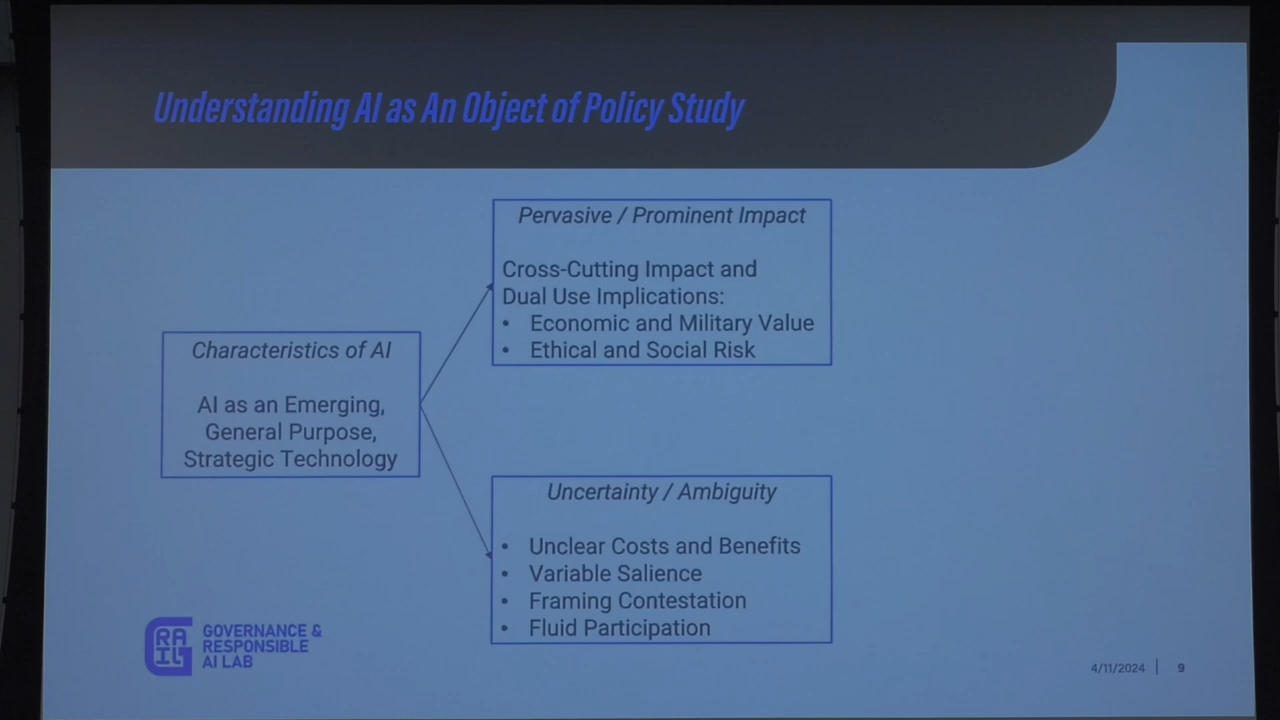 Understanding AI as An Object of Policy Study
Pervasive / Prominent Impact
Cross-Cutting Impact and
Dual Use Implications:
• Economic and Military Value
• Ethical and Social Risk
Characteristics of AI
AI as an Emerging,
General Purpose,
Strategic Technology
Uncertainty / Ambiguity
• Unclear Costs and Benefits
• Variable Salience
• Framing Contestation
• Fluid Participation
RAIL
GOVERNANCE &
RESPONSIBLE
AI LAB
4/11/2024 | 9